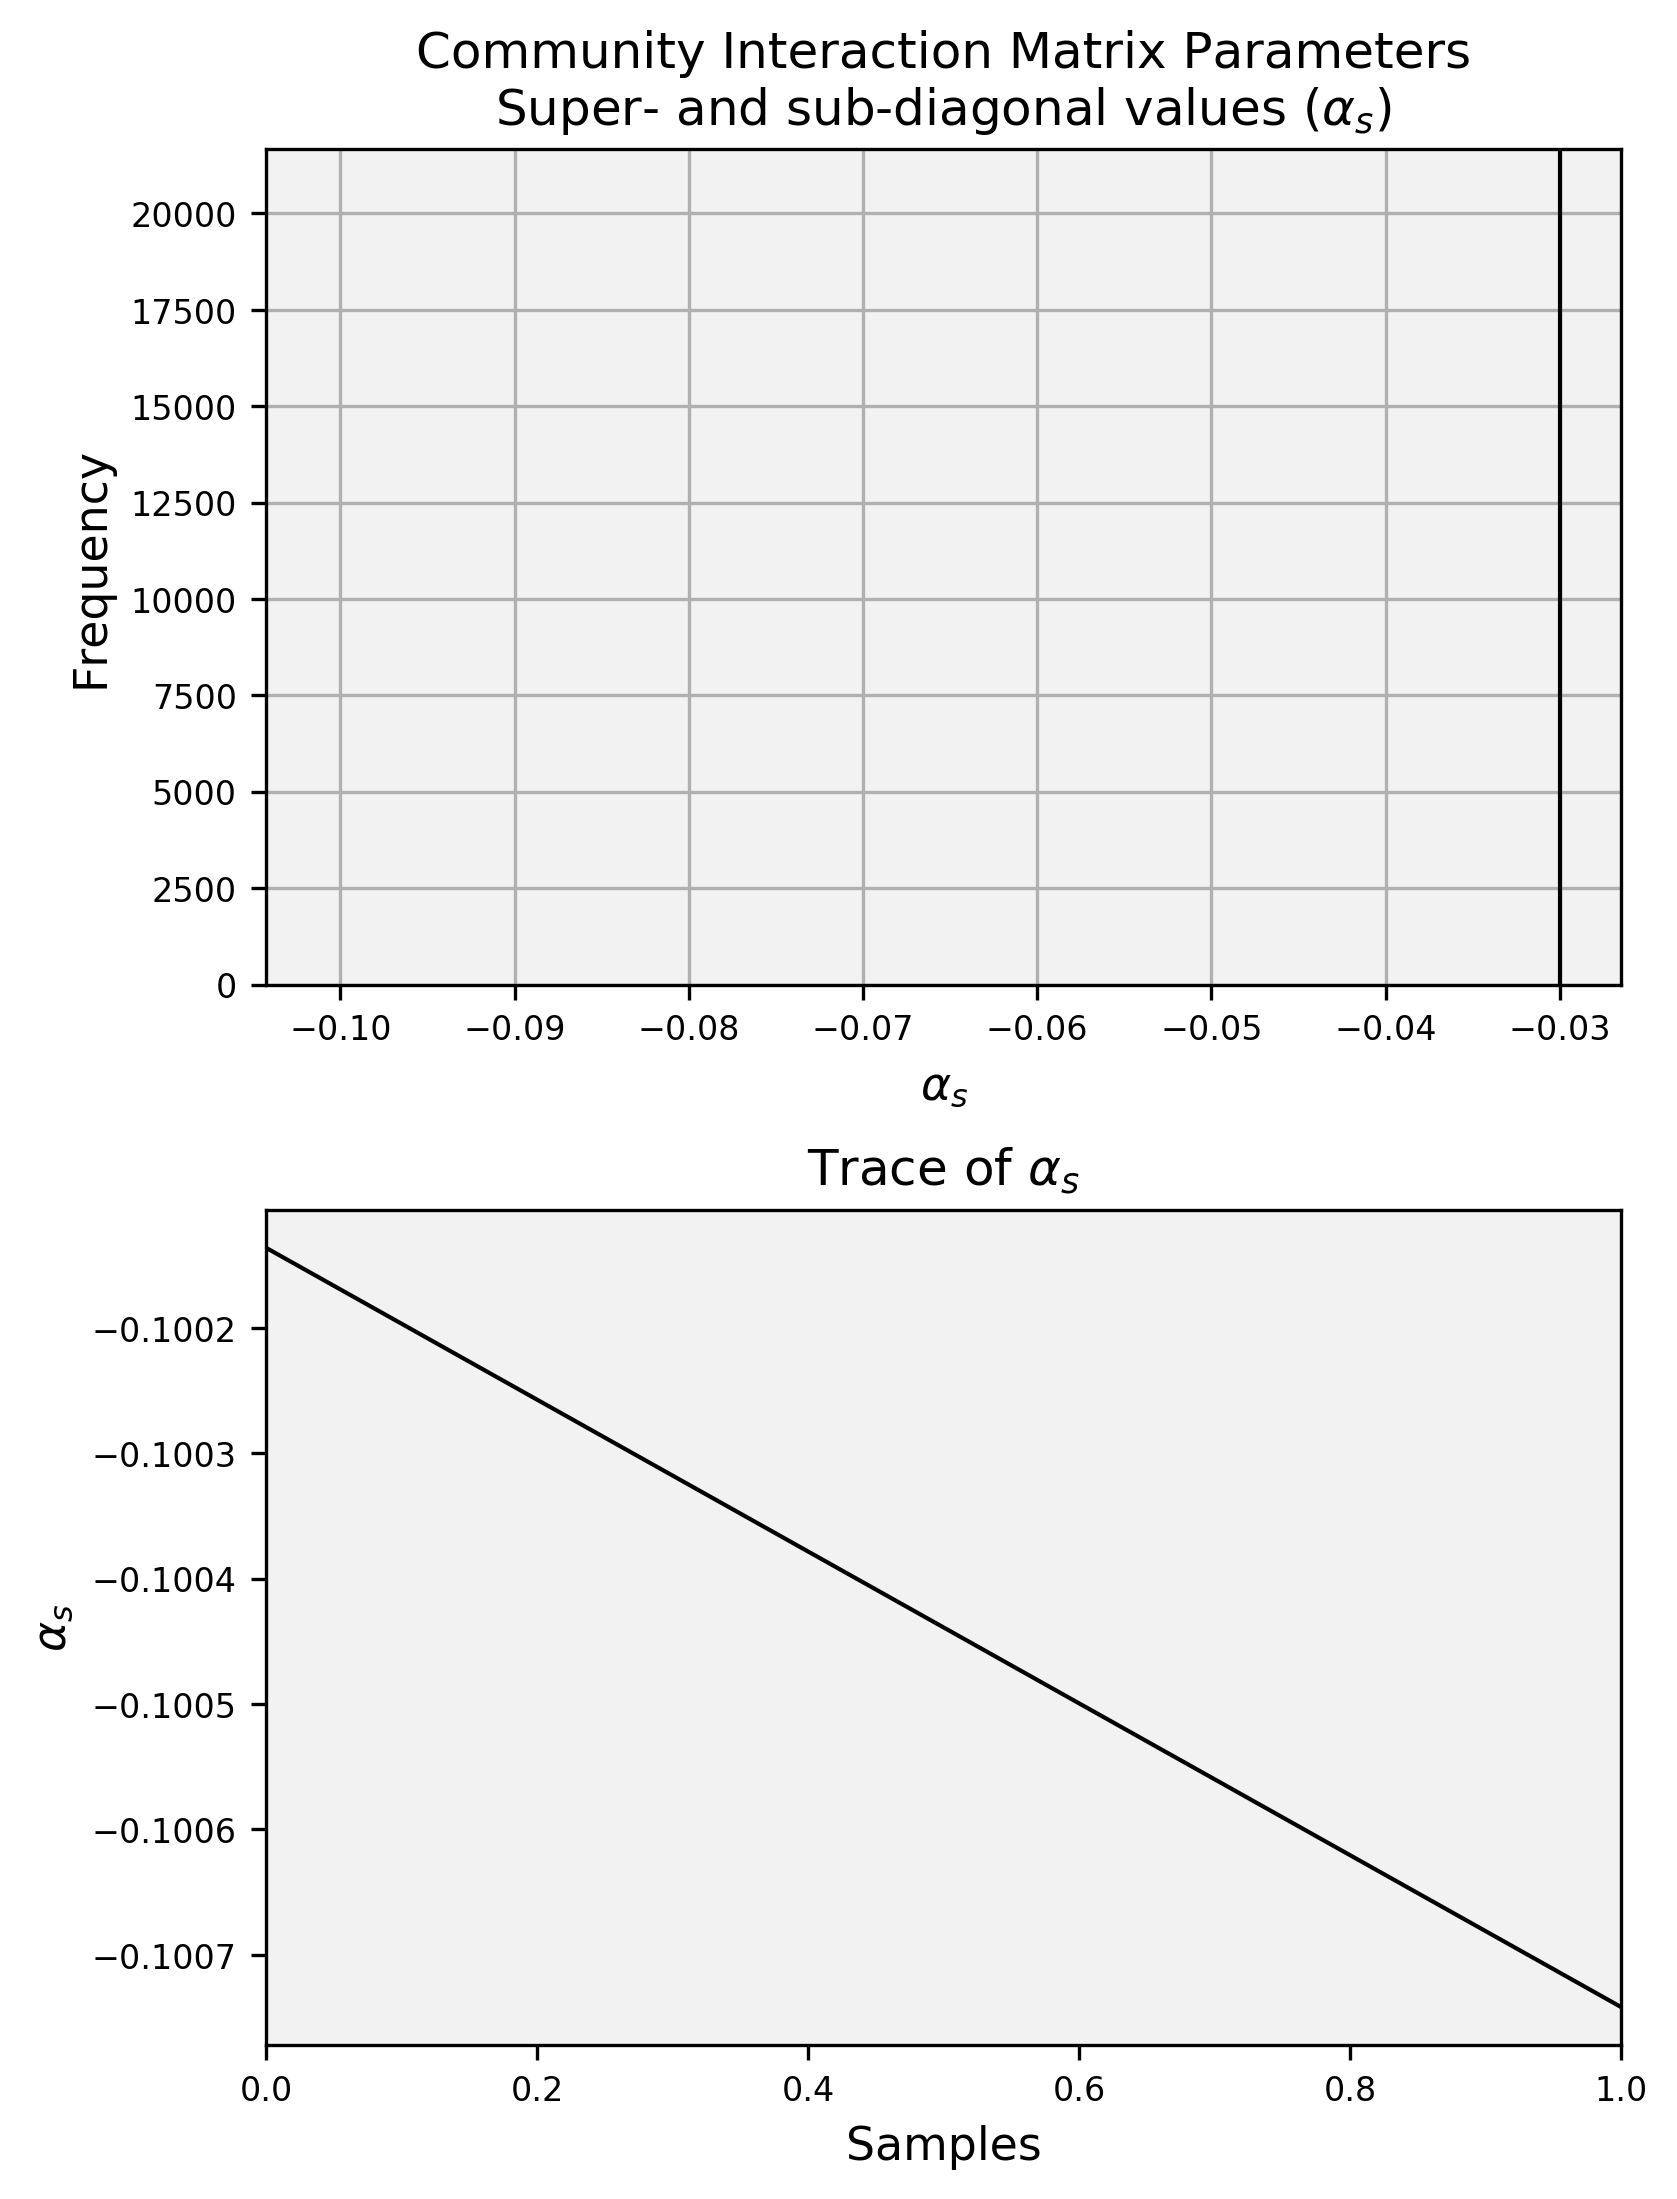 Community Interaction Matrix Parameters
Super- and sub-diagonal values (αₛ)
20000
17500
15000
12500
10000
7500
5000
2500
0
Frequency
−0.10 −0.09 −0.08 −0.07 −0.06 −0.05 −0.04 −0.03
αₛ
Trace of αₛ
−0.1002
−0.1003
−0.1004
−0.1005
−0.1006
−0.1007
αₛ
0.0 0.2 0.4 0.6 0.8 1.0
Samples